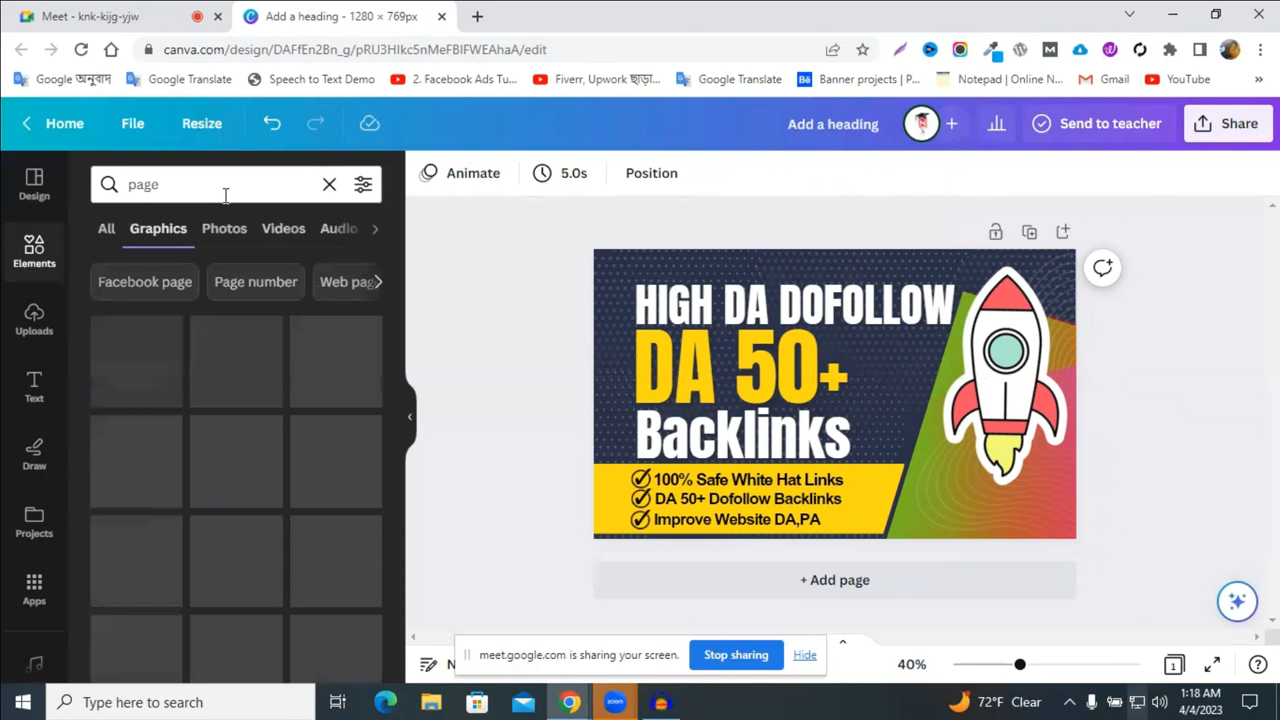 Meet - knk-kijg-yjw
Add a heading - 1280 × 769px
canva.com/design/DAFfEn2Bn_g/pRU3HIkc5nMeFBIFWEAhaA/edit
Google অনুবাদ
Google Translate
Speech to Text Demo
2. Facebook Ads Tu...
Fiverr, Upwork ছাড়া...
Google Translate
Banner projects | P...
Notepad | Online N...
Gmail
YouTube
Home
File
Resize
Add a heading
Send to teacher
Share
page
Animate
5.0s
Position
Design
Elements
Uploads
Text
Draw
Projects
Apps
All
Graphics
Photos
Videos
Audio
Facebook page
Page number
Web pag
HIGH DA DOFOLLOW
DA 50+
Backlinks
100% Safe White Hat Links
DA 50+ Dofollow Backlinks
Improve Website DA,PA
+ Add page
meet.google.com is sharing your screen.
Stop sharing
Hide
40%
1
Type here to search
zoom
72°F Clear
1:18 AM
4/4/2023